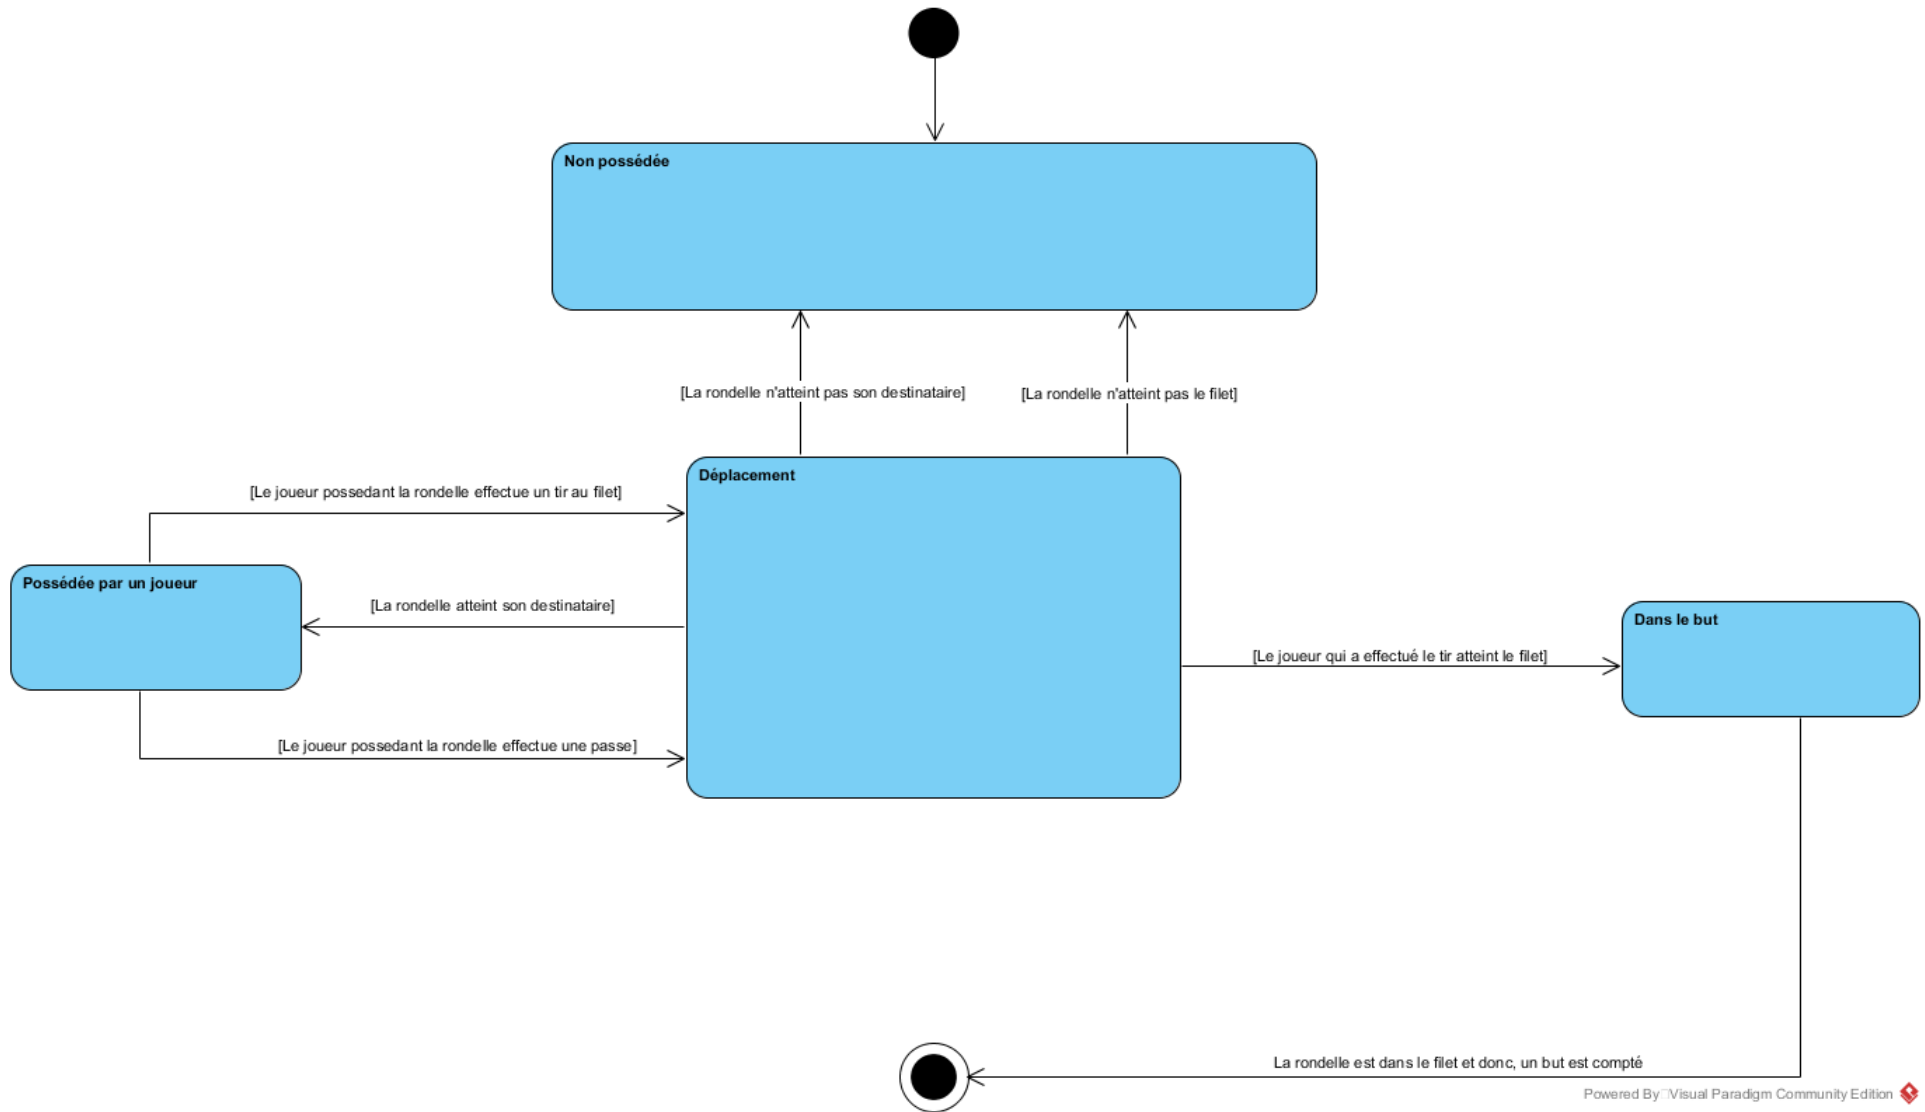 Non possédée
[La rondelle n'atteint pas son destinataire]
[La rondelle n'atteint pas le filet]
Déplacement
[Le joueur possedant la rondelle effectue un tir au filet]
Possédée par un joueur
[La rondelle atteint son destinataire]
Dans le but
[Le joueur qui a effectué le tir atteint le filet]
[Le joueur possedant la rondelle effectue une passe]
La rondelle est dans le filet et donc, un but est compté
Powered By Visual Paradigm Community Edition